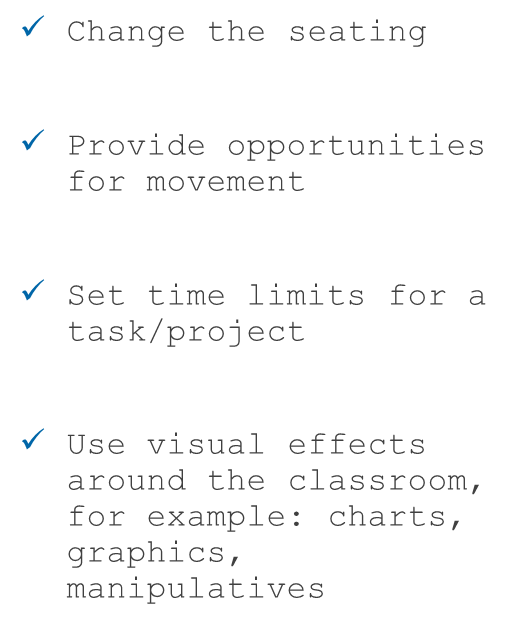 ✓ Change the seating
✓ Provide opportunities
for movement
✓ Set time limits for a
task/project
✓ Use visual effects
around the classroom,
for example: charts,
graphics,
manipulatives